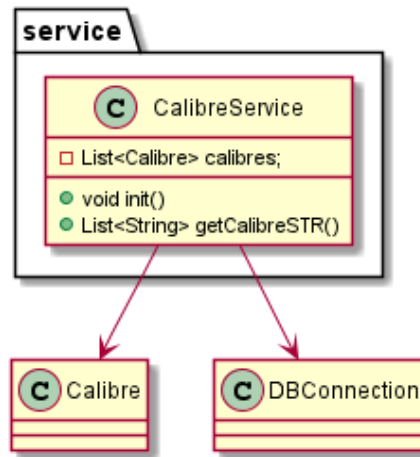 service
C CalibreService
List<Calibre> calibres;
void init()
List<String> getCalibreSTR()
C Calibre
C DBConnection